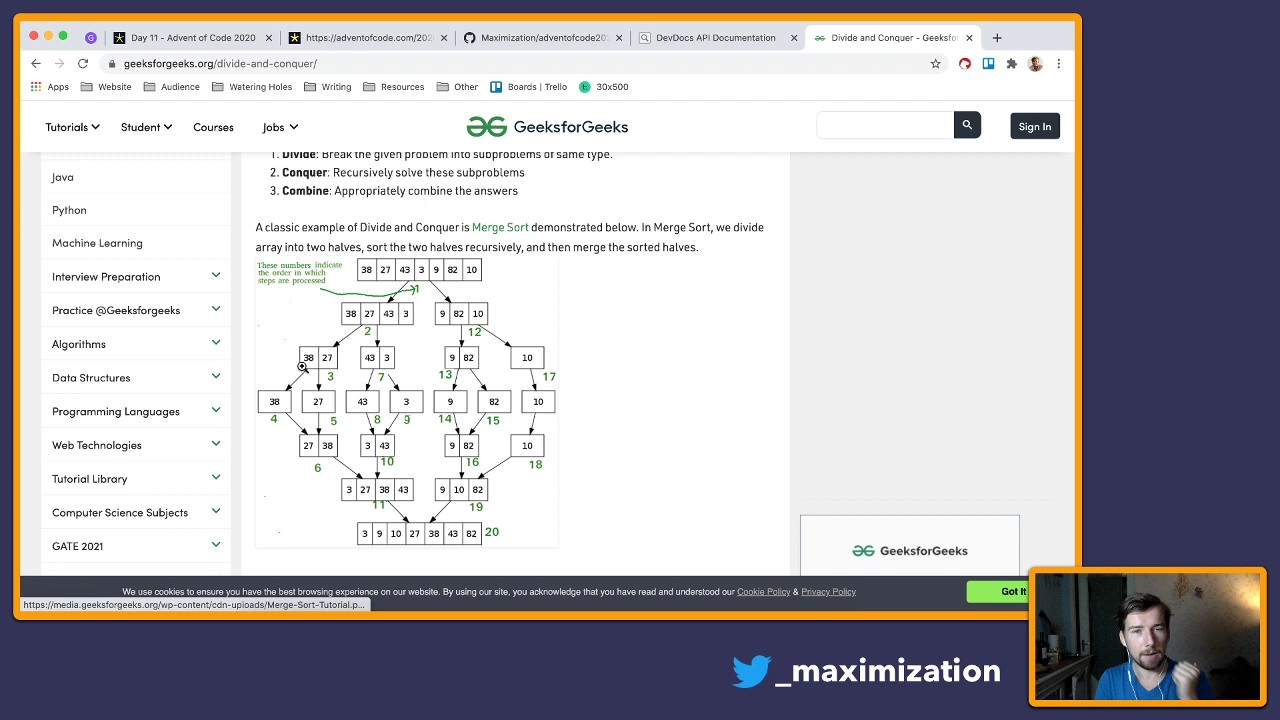 Day 11 - Advent of Code 2020
https://adventofcode.com/202
Maximization/adventofcode202
DevDocs API Documentation
Divide and Conquer - Geeksfor
geeksforgeeks.org/divide-and-conquer/
Apps
Website
Audience
Watering Holes
Writing
Resources
Other
Boards | Trello
30x500
Tutorials
Student
Courses
Jobs
GeeksforGeeks
Sign In
Java
Python
Machine Learning
Interview Preparation
Practice @Geeksforgeeks
Algorithms
Data Structures
Programming Languages
Web Technologies
Tutorial Library
Computer Science Subjects
GATE 2021
1. Divide: Break the given problem into subproblems of same type.
2. Conquer: Recursively solve these subproblems
3. Combine: Appropriately combine the answers
A classic example of Divide and Conquer is Merge Sort demonstrated below. In Merge Sort, we divide
array into two halves, sort the two halves recursively, and then merge the sorted halves.
These numbers indicate
the order in which
steps are processed
38 27 43 3 9 82 10
1
38 27 43 3 9 82 10
2 12
38 27 43 3 9 82 10
3 7 13 17
38 27 43 3 9 82 10
4 5 8 9 14 15
27 38 3 43 9 82 10
6 10 16 18
3 27 38 43 9 10 82
11 19
3 9 10 27 38 43 82 20
GeeksforGeeks
We use cookies to ensure you have the best browsing experience on our website. By using our site, you acknowledge that you have read and understood our Cookie Policy & Privacy Policy
Got It
https://media.geeksforgeeks.org/wp-content/cdn-uploads/Merge-Sort-Tutorial.p...
_maximization